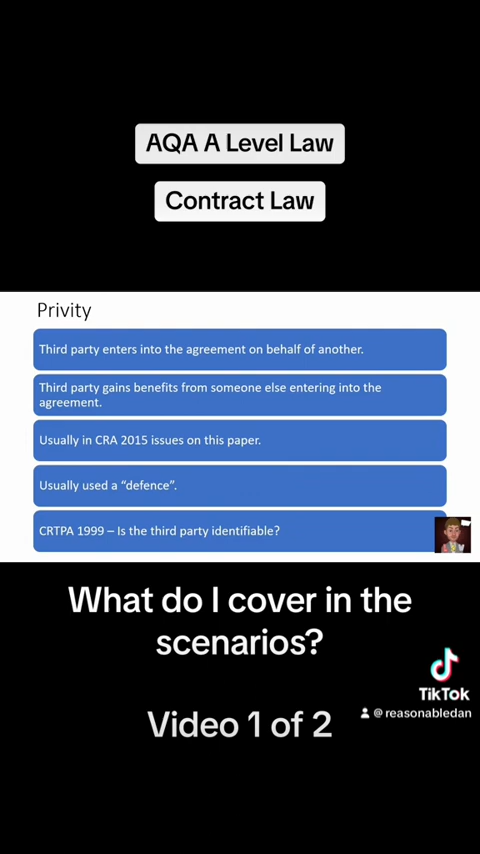 AQA A Level Law
Contract Law
Privity
Third party enters into the agreement on behalf of another.
Third party gains benefits from someone else entering into the
agreement.
Usually in CRA 2015 issues on this paper.
Usually used a “defence”.
CRTPA 1999 – Is the third party identifiable?
What do I cover in the
scenarios?
TikTok
Video 1 of 2
@reasonabledan